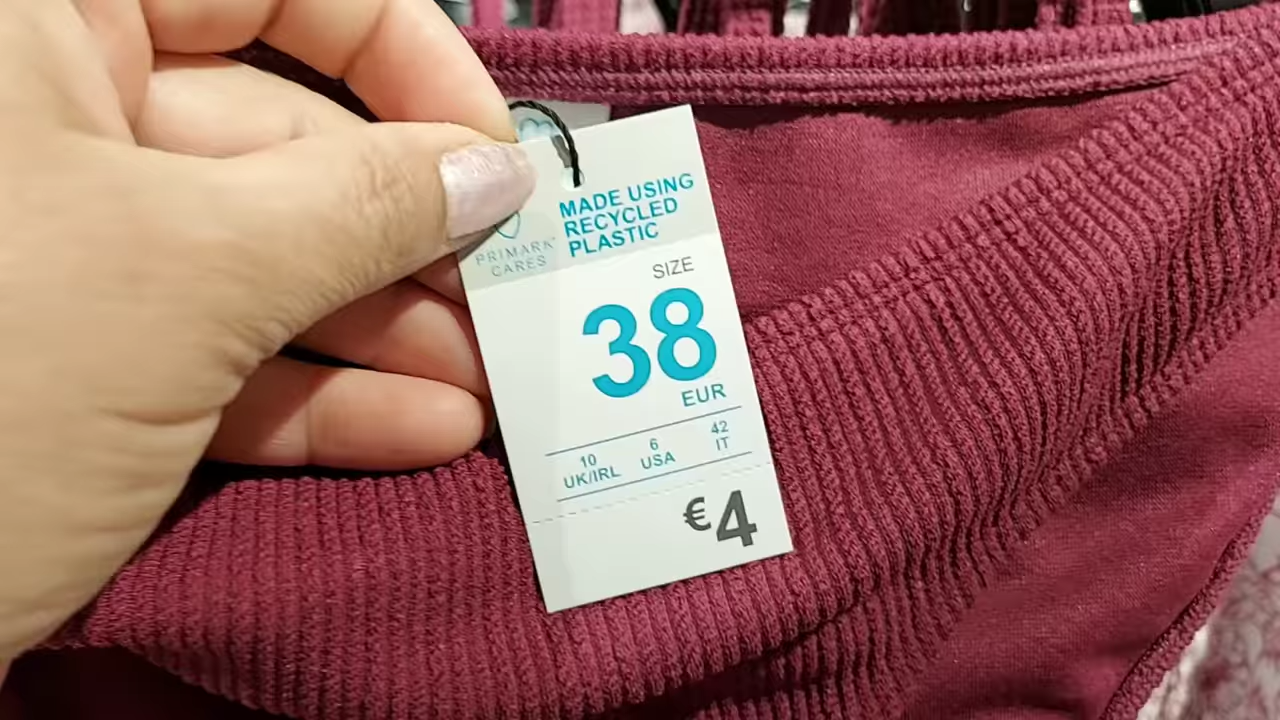 MADE USING
RECYCLED
PLASTIC
PRIMARK
CARES
SIZE
38
EUR
10
UK/IRL
6
USA
42
IT
€4